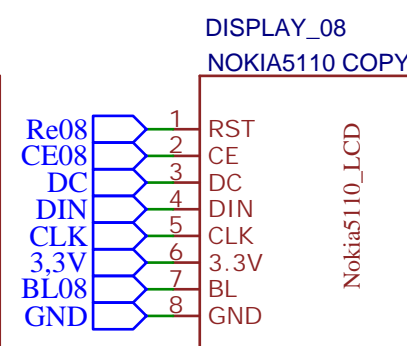 DISPLAY_08
NOKIA5110 COPY
Re08 1 RST
CE08 2 CE
DC 3 DC
DIN 4 DIN
CLK 5 CLK
3,3V 6 3.3V
BL08 7 BL
GND 8 GND
Nokia5110_LCD